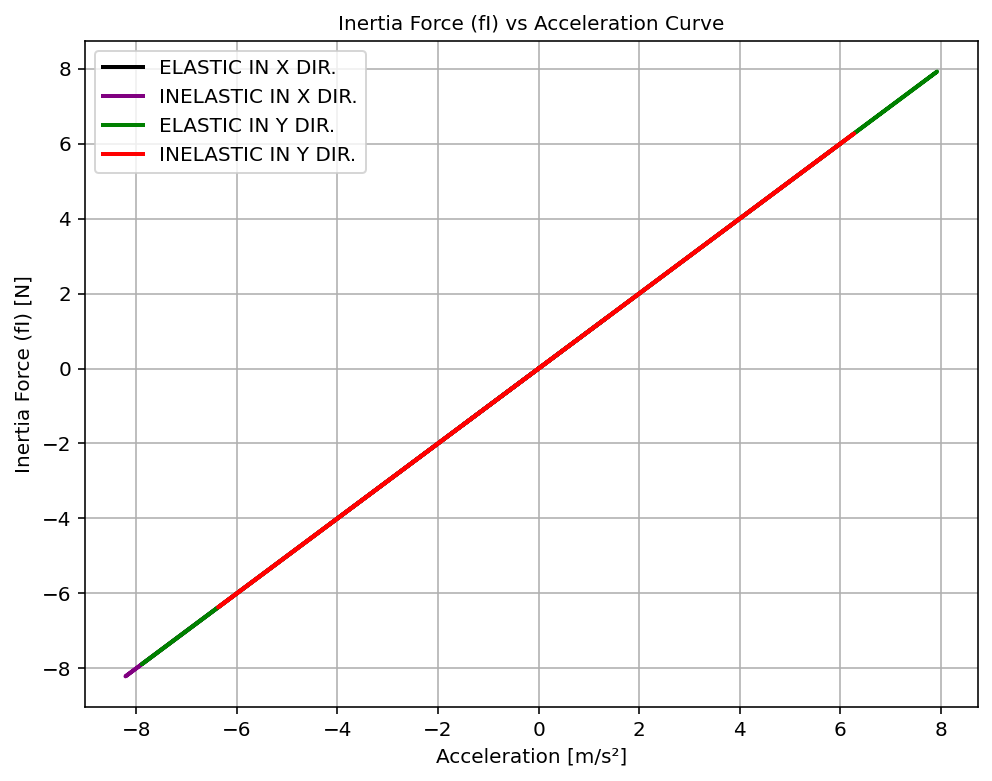 Inertia Force (fI) vs Acceleration Curve
ELASTIC IN X DIR.
INELASTIC IN X DIR.
ELASTIC IN Y DIR.
INELASTIC IN Y DIR.
Inertia Force (fI) [N]
8
6
4
2
0
−2
−4
−6
−8
−8 −6 −4 −2 0 2 4 6 8
Acceleration [m/s²]